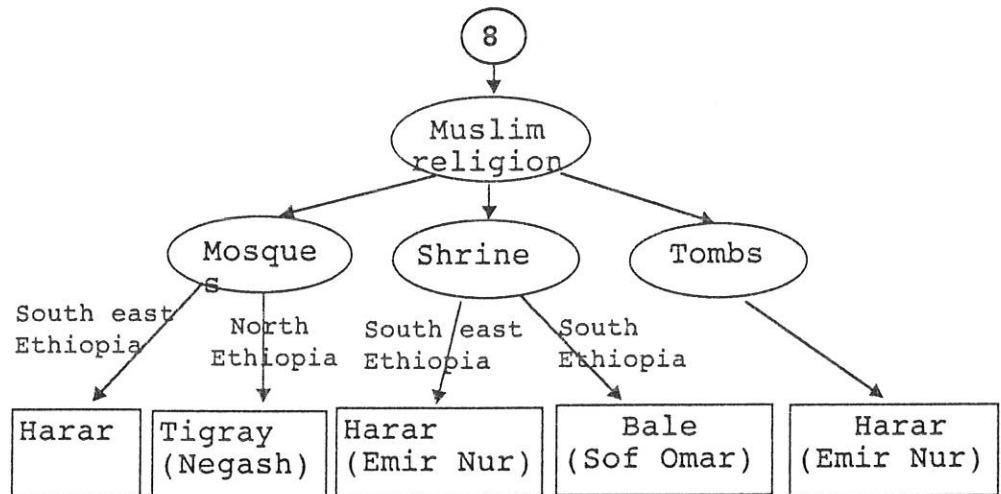 8
Muslim
religion
Mosque
s
Shrine
Tombs
South east
Ethiopia
North
Ethiopia
South east
Ethiopia
South
Ethiopia
Harar
Tigray
(Negash)
Harar
(Emir Nur)
Bale
(Sof Omar)
Harar
(Emir Nur)